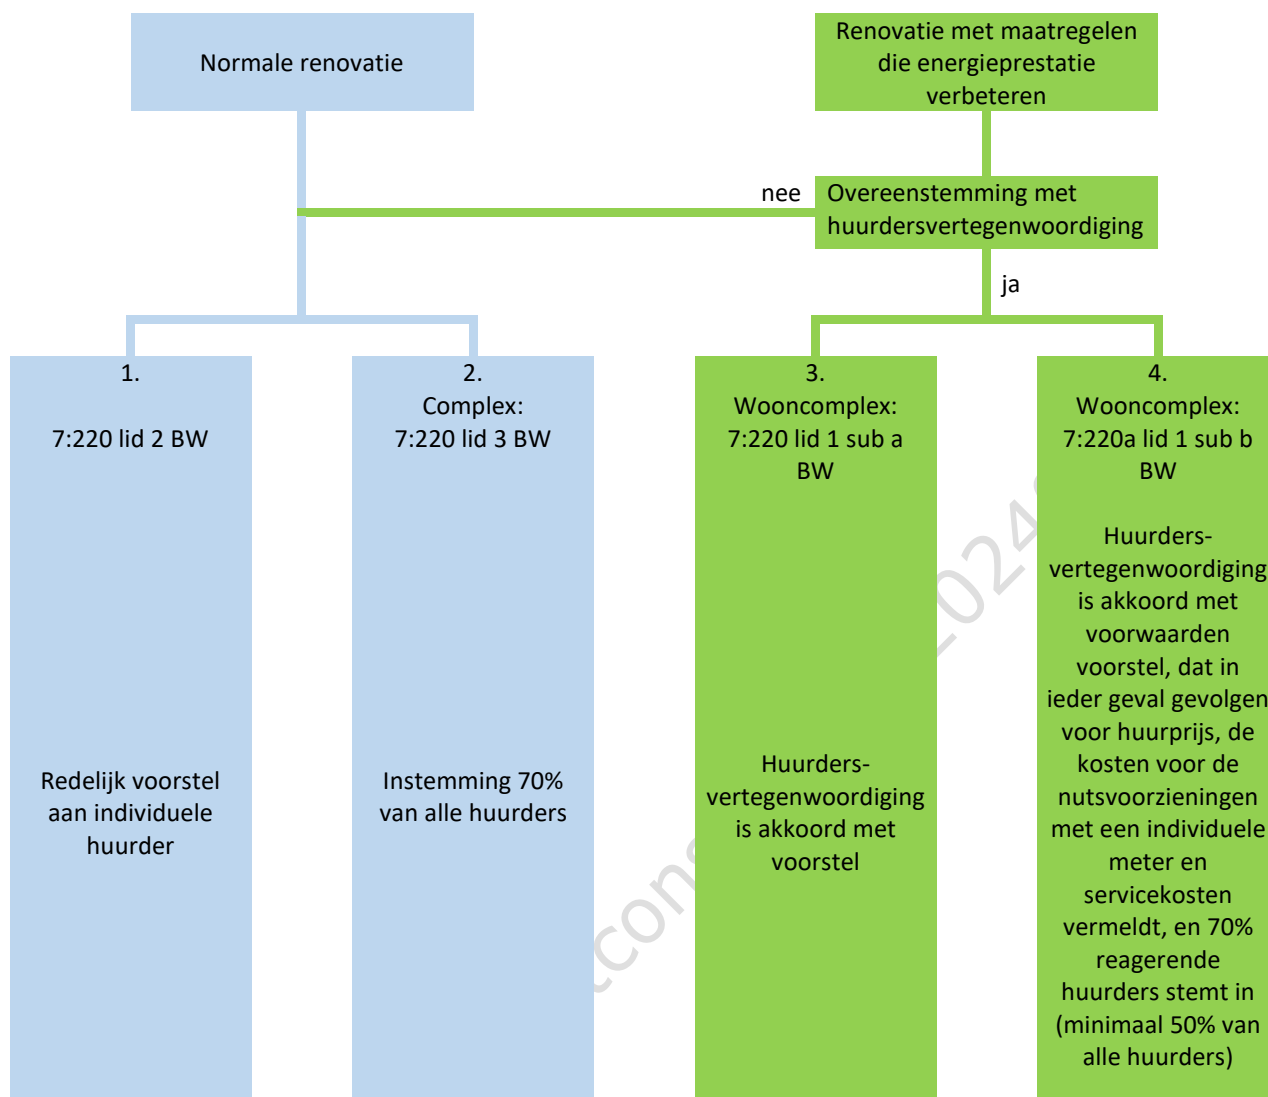 Normale renovatie
Renovatie met maatregelen
die energieprestatie
verbeteren
nee
Overeenstemming met
huurdersvertegenwoordiging
ja
1.
7:220 lid 2 BW
Redelijk voorstel
aan individuele
huurder
2.
Complex:
7:220 lid 3 BW
Instemming 70%
van alle huurders
3.
Wooncomplex:
7:220 lid 1 sub a
BW
Huurders-
vertegenwoordiging
is akkoord met
voorstel
4.
Wooncomplex:
7:220a lid 1 sub b
BW
Huurders-
vertegenwoordiging
is akkoord met
voorwaarden
voorstel, dat in
ieder geval gevolgen
voor huurprijs, de
kosten voor de
nutsvoorzieningen
met een individuele
meter en
servicekosten
vermeldt, en 70%
reagerende
huurders stemt in
(minimaal 50% van
alle huurders)